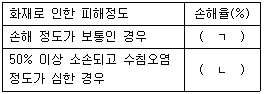 화재로 인한 피해정도 손해율(%)
손해 정도가 보통인 경우 ( ㄱ )
50% 이상 소손되고 수침오염
정도가 심한 경우 ( ㄴ )